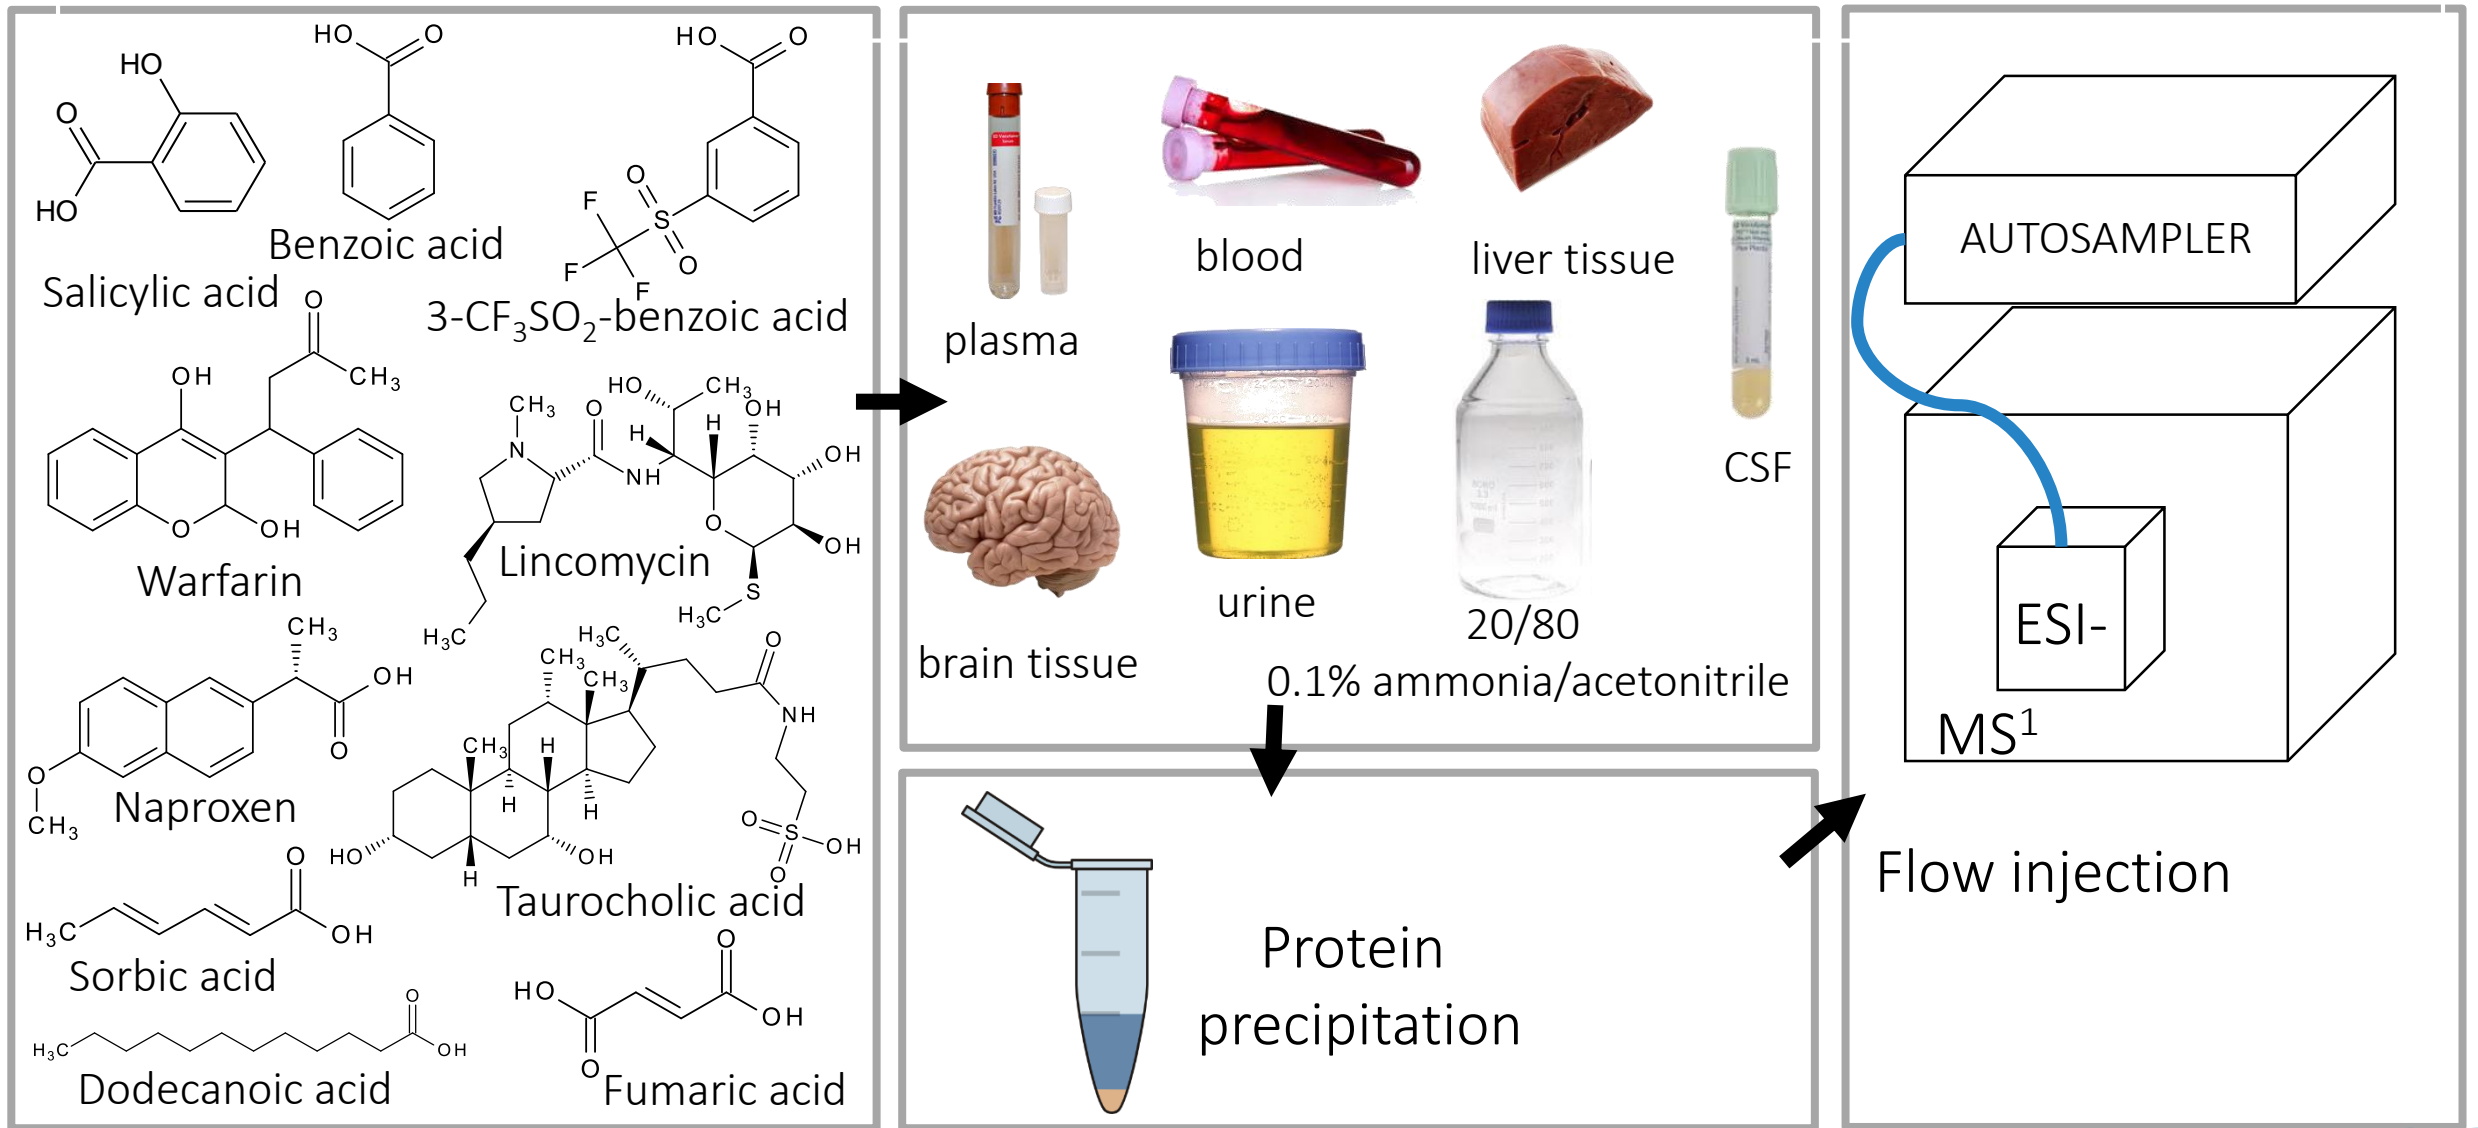 HO
O
HO
Salicylic acid
HO
O
Benzoic acid
HO
O
O
S
O
F
F
F
3-CF₃SO₂-benzoic acid
O
OH
CH₃
O
OH
Warfarin
CH₃
N
O
NH
HO
CH₃
H
H
OH
OH
OH
O
S
H₃C
H₃C
Lincomycin
CH₃
OH
O
O
CH₃
Naproxen
H₃C
O
CH₃
CH₃
NH
CH₃
H
H
H
HO
H
OH
O
S
OH
O
Taurocholic acid
O
H₃C
OH
Sorbic acid
O
H₃C
OH
Dodecanoic acid
O
HO
OH
O
Fumaric acid
plasma
blood
liver tissue
CSF
brain tissue
urine
20/80
0.1% ammonia/acetonitrile
Protein
precipitation
AUTOSAMPLER
ESI-
MS¹
Flow injection